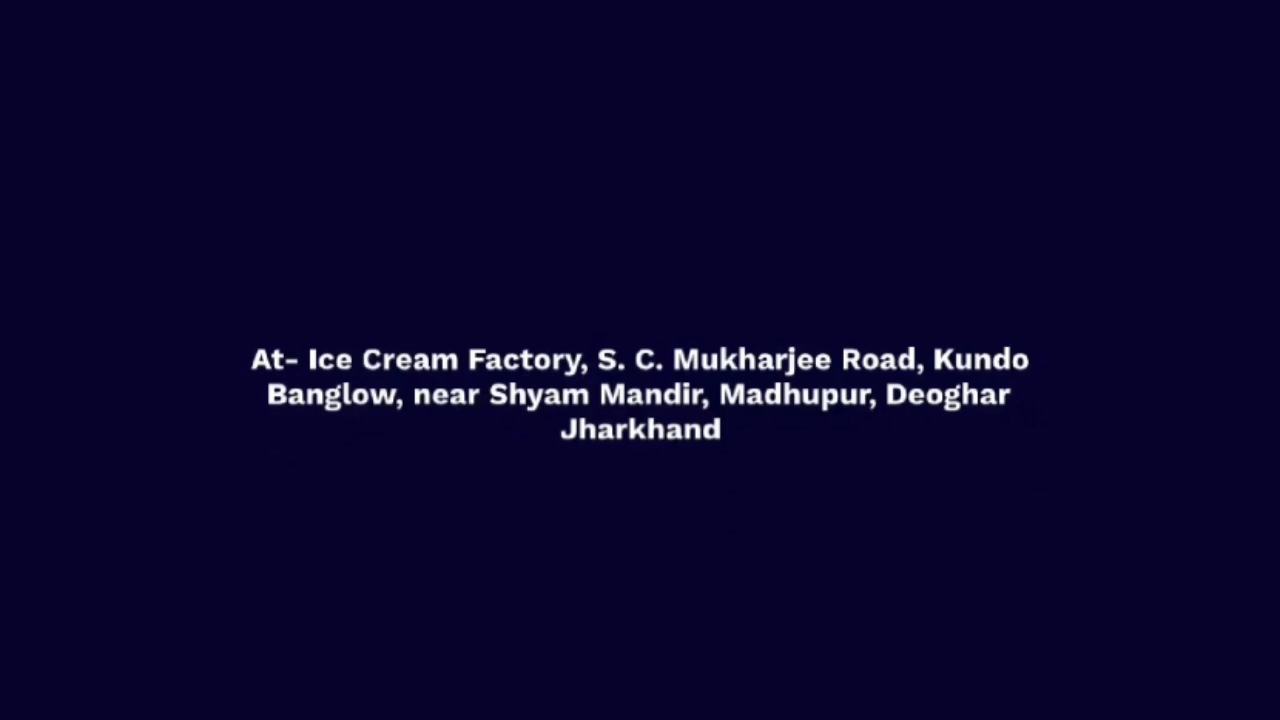 At- Ice Cream Factory, S. C. Mukharjee Road, Kundo
Banglow, near Shyam Mandir, Madhupur, Deoghar
Jharkhand